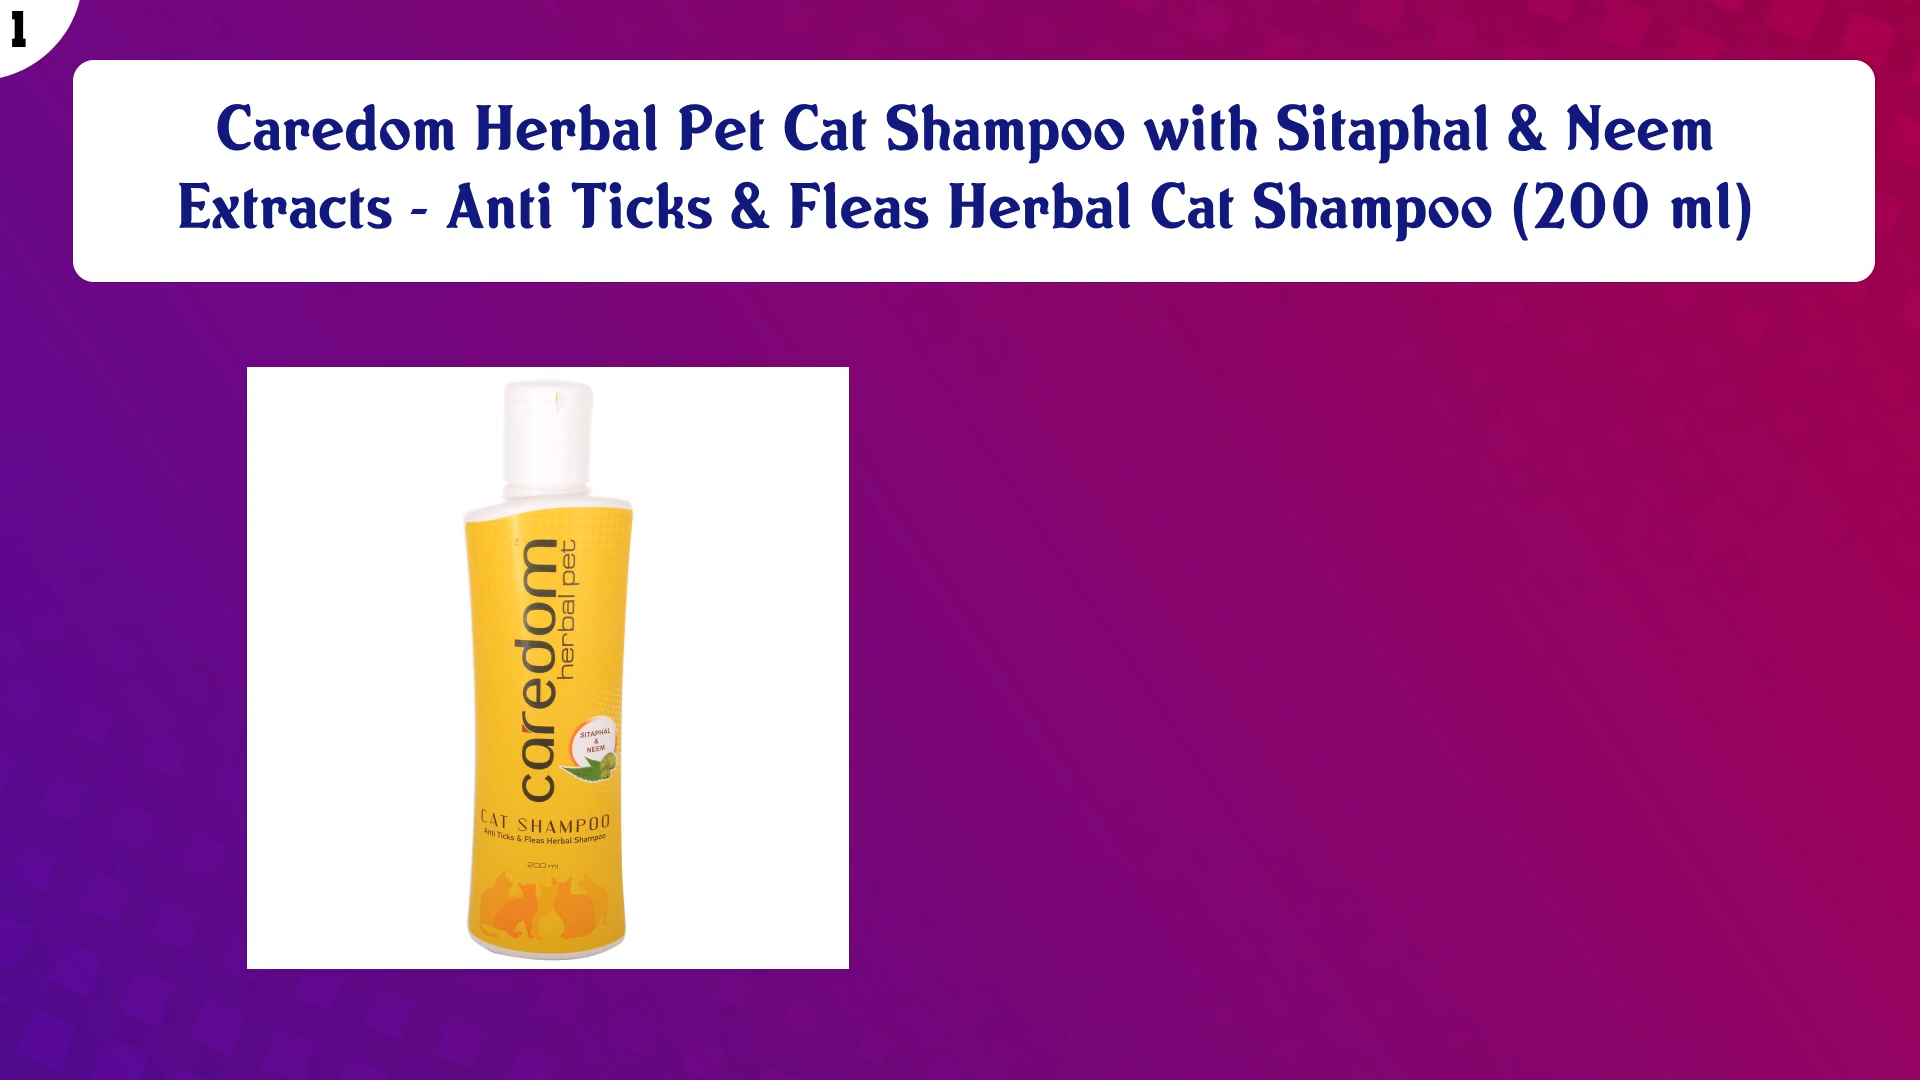 1
Caredom Herbal Pet Cat Shampoo with Sitaphal & Neem
Extracts - Anti Ticks & Fleas Herbal Cat Shampoo (200 ml)
caredom
TM
herbal pet
SITAPHAL
&
NEEM
CAT SHAMPOO
Anti Ticks & Fleas Herbal Shampoo
200 ml